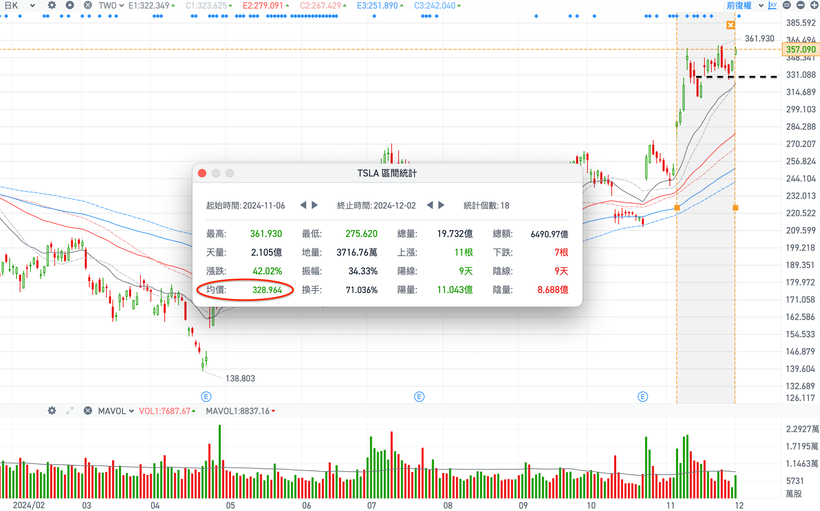 日K TWO E1:322.349 C1:323.625 E2:279.091 C2:267.429 E3:251.890 C3:242.040 前復權
385.592
361.930
366.494
357.090
348.341
331.088
314.689
299.103
284.288
270.207
256.824
244.104
232.013
220.522
209.599
199.218
189.351
179.972
171.058
162.586
154.533
146.879
139.604
132.689
126.117
TSLA 區間統計
起始時間: 2024-11-06 終止時間: 2024-12-02 統計個數: 18
最高: 361.930 最低: 275.620 總量: 19.732億 總額: 6490.97億
天量: 2.105億 地量: 3716.76萬 上漲: 11根 下跌: 7根
漲跌: 42.02% 振幅: 34.33% 陽線: 9天 陰線: 9天
均價: 328.964 換手: 71.036% 陽量: 11.043億 陰量: 8.688億
138.803
E E E
MAVOL VOL1:7687.67 MAVOL1:8837.16
2.2927萬
1.7195萬
1.1463萬
5731
萬股
2024/02 03 04 05 06 07 08 09 10 11 12